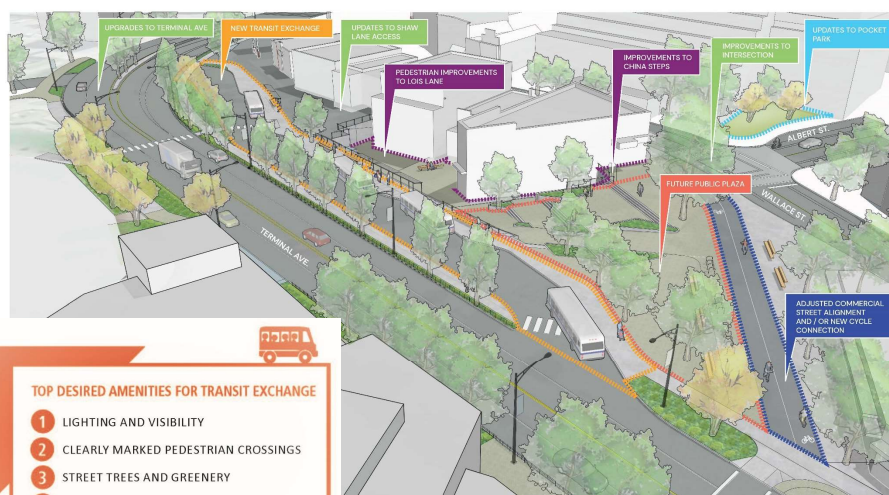 UPGRADES TO TERMINAL AVE
NEW TRANSIT EXCHANGE
UPDATES TO SHAW
LANE ACCESS
PEDESTRIAN IMPROVEMENTS
TO LOIS LANE
IMPROVEMENTS TO
CHINA STEPS
IMPROVEMENTS TO
INTERSECTION
UPDATES TO POCKET
PARK
ALBERT ST.
WALLACE ST.
FUTURE PUBLIC PLAZA
TERMINAL AVE.
ADJUSTED COMMERCIAL
STREET ALIGNMENT
AND / OR NEW CYCLE
CONNECTION
TOP DESIRED AMENITIES FOR TRANSIT EXCHANGE
1 LIGHTING AND VISIBILITY
2 CLEARLY MARKED PEDESTRIAN CROSSINGS
3 STREET TREES AND GREENERY